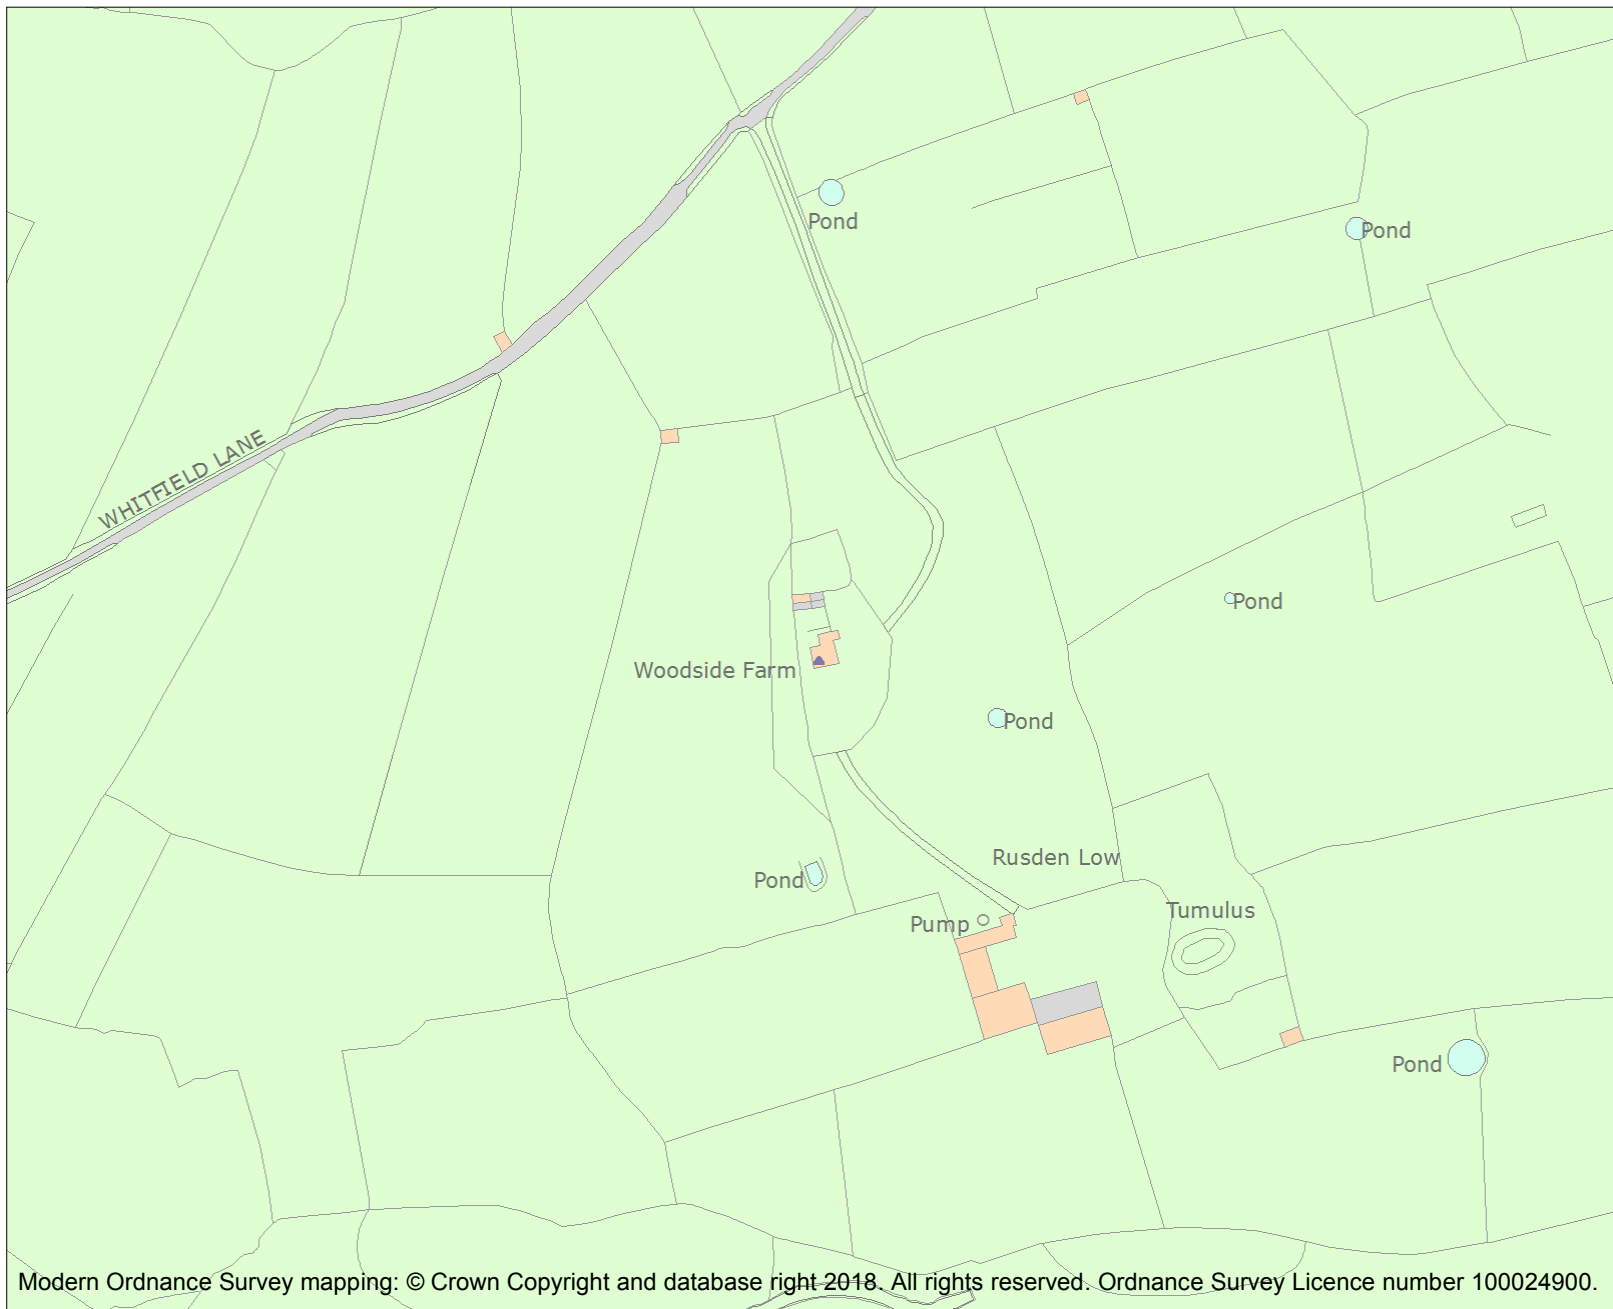 Pond
Pond
WHITFIELD LANE
Pond
Woodside Farm
Pond
Rusden Low
Pond
Tumulus
Pump
Pond
Modern Ordnance Survey mapping: © Crown Copyright and database right 2018. All rights reserved. Ordnance Survey Licence number 100024900.